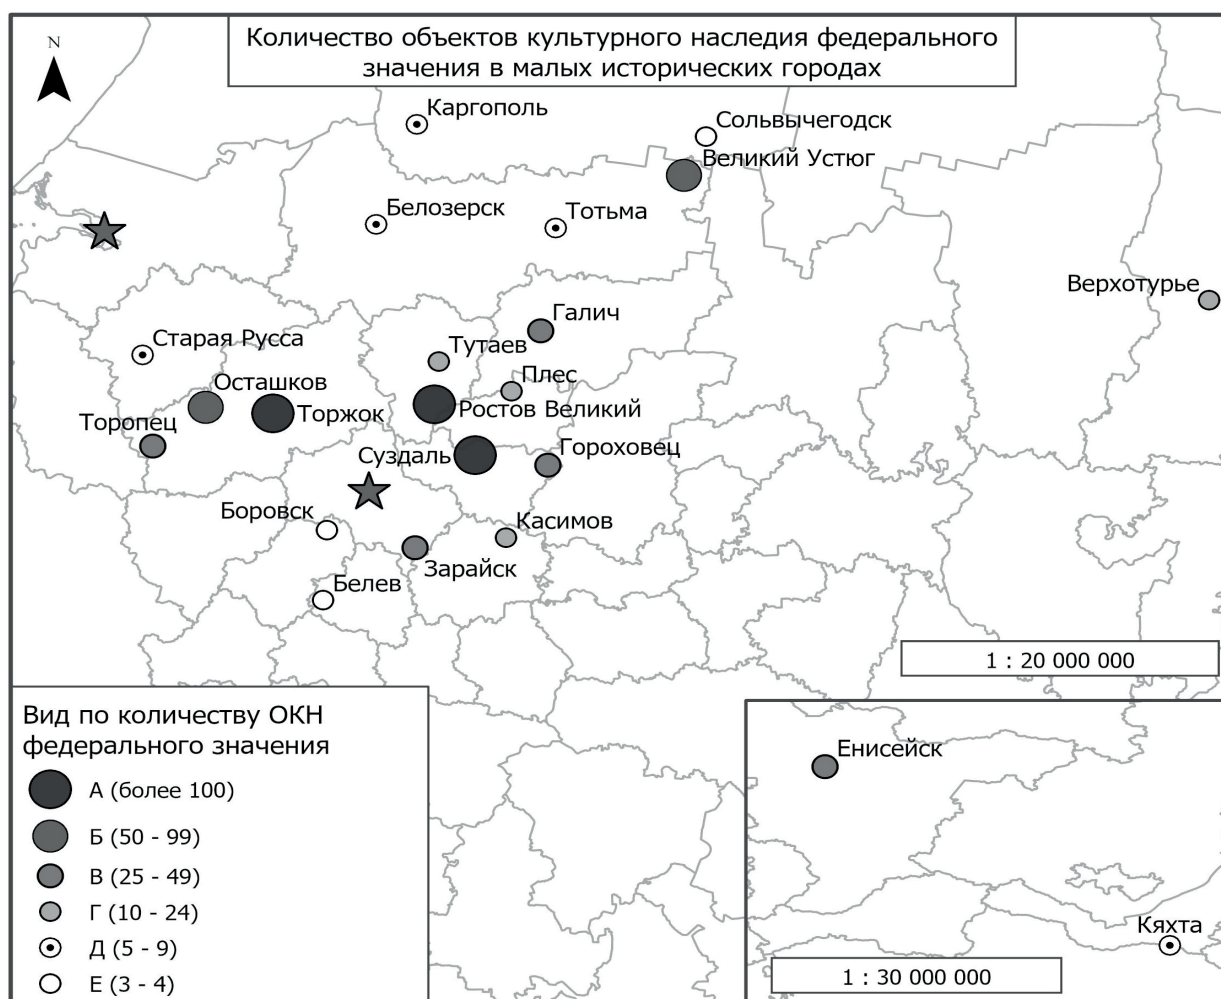 Количество объектов культурного наследия федерального
значения в малых исторических городах
N
Каргополь
Сольвычегодск
Великий Устюг
Белозерск
Тотьма
Верхотурье
Галич
Старая Русса
Тутаев
Плес
Осташков
Торжок
Ростов Великий
Торопец
Суздаль
Гороховец
Боровск
Касимов
Зарайск
Белев
1 : 20 000 000
Вид по количеству ОКН
федерального значения
А (более 100)
Б (50 - 99)
В (25 - 49)
Г (10 - 24)
Д (5 - 9)
Е (3 - 4)
Енисейск
Кяхта
1 : 30 000 000